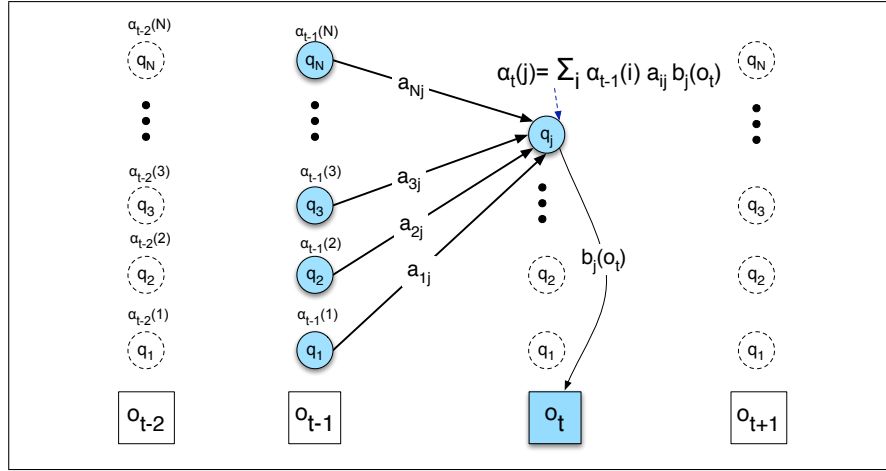 αt-2(N) αt-1(N)
qN qN αt(j)= Σi αt-1(i) aij bj(ot) qN
aNj
qj
αt-2(3) αt-1(3) a3j
q3 q3 q3
αt-2(2) αt-1(2) a2j
q2 q2 a1j q2 bj(ot) q2
αt-2(1) αt-1(1)
q1 q1 q1 q1
ot-2 ot-1 ot ot+1